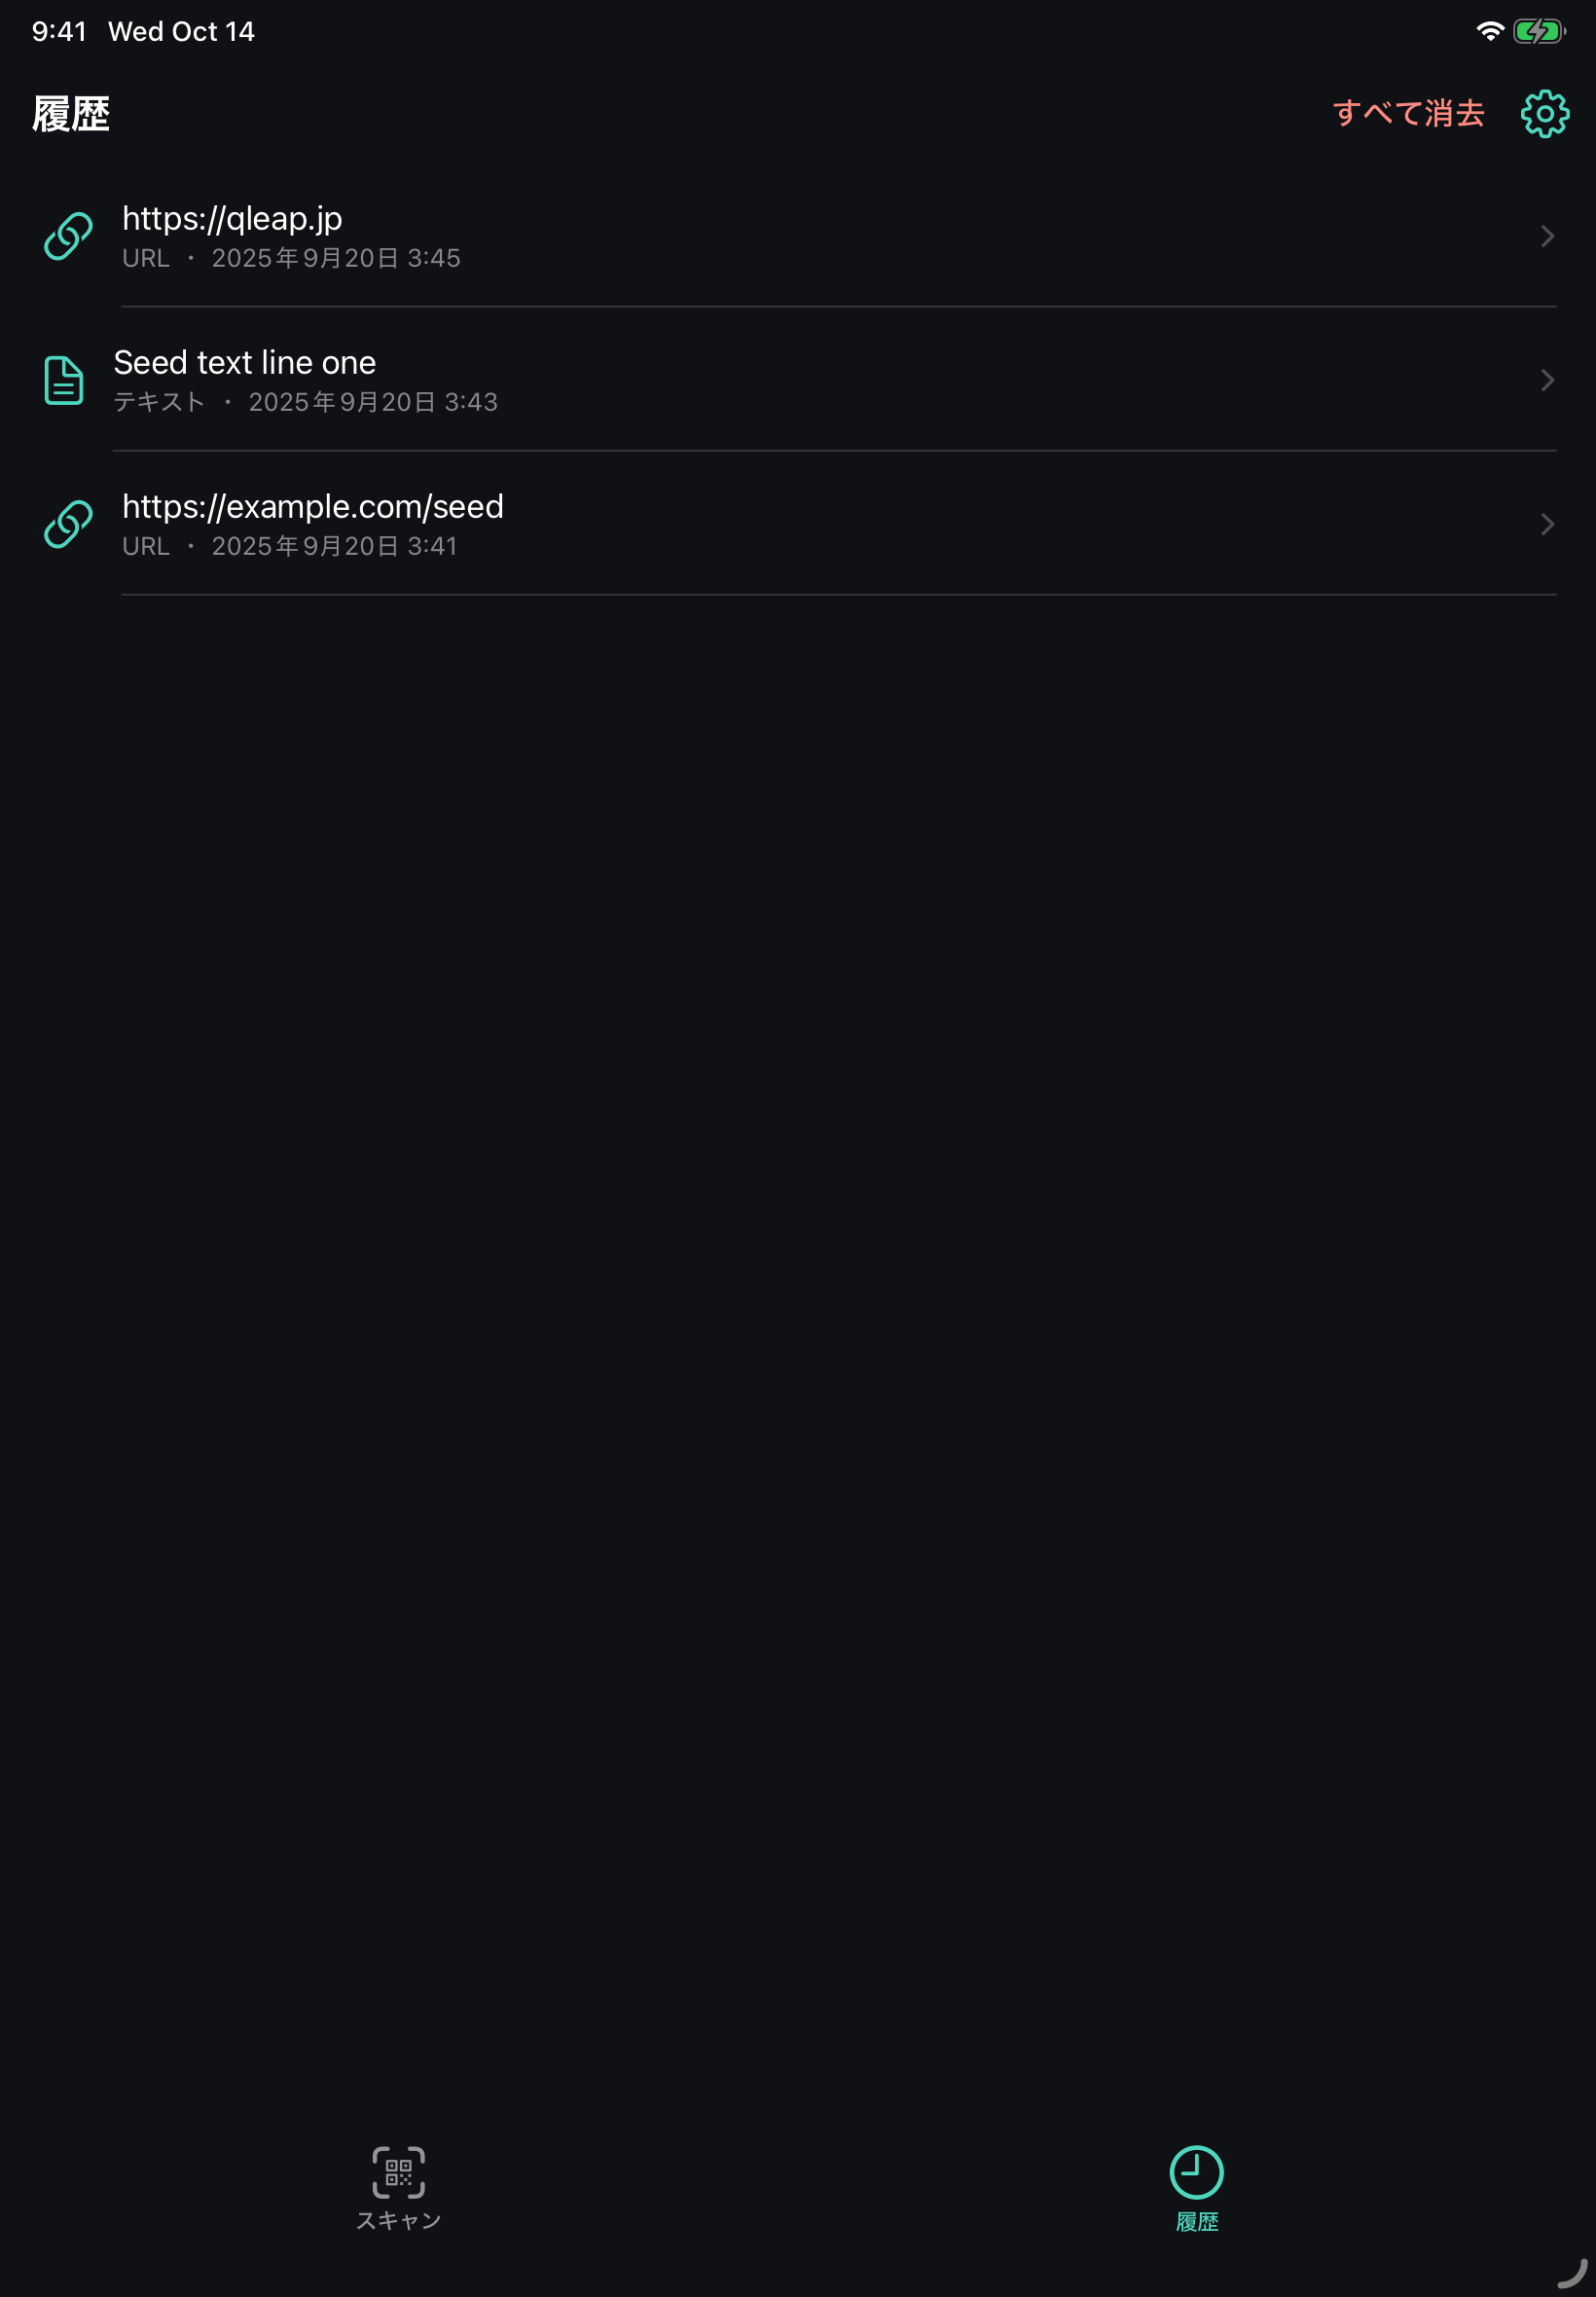 9:41 Wed Oct 14
履歴 すべて消去
https://qleap.jp
URL ・ 2025年9月20日 3:45
Seed text line one
テキスト ・ 2025年9月20日 3:43
https://example.com/seed
URL ・ 2025年9月20日 3:41
スキャン 履歴